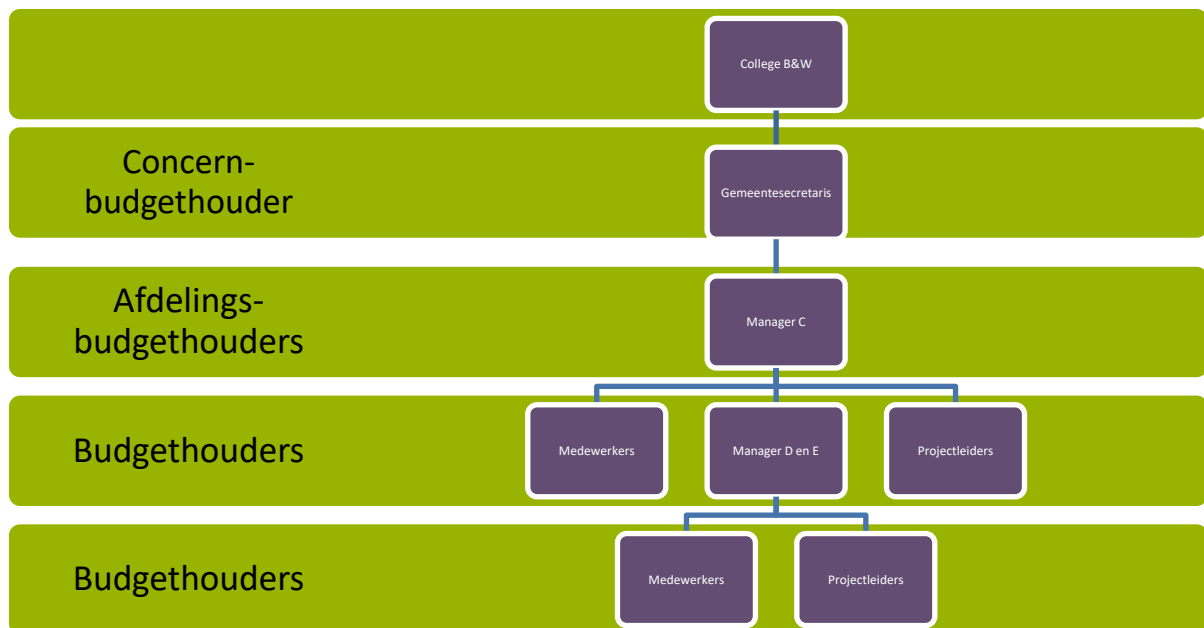 College B&W
Concern-
budgethouder
Gemeentesecretaris
Afdelings-
budgethouders
Manager C
Budgethouders
Medewerkers
Manager D en E
Projectleiders
Budgethouders
Medewerkers
Projectleiders